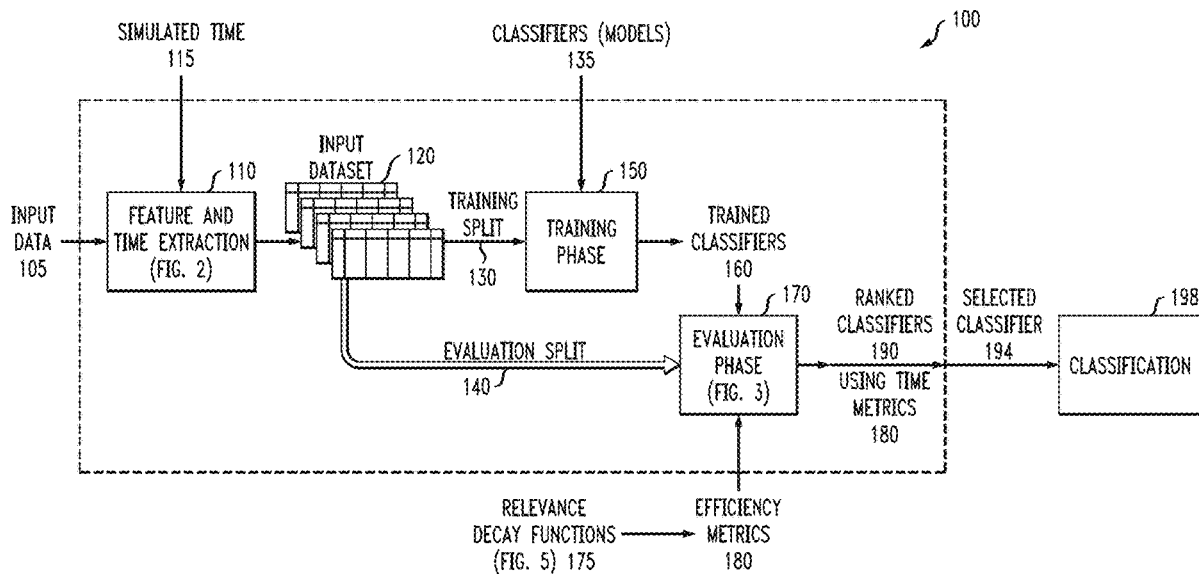 100
SIMULATED TIME
115
CLASSIFIERS (MODELS)
135
INPUT
DATA
105
110
FEATURE AND
TIME EXTRACTION
(FIG. 2)
INPUT
DATASET
120
TRAINING SPLIT
130
150
TRAINING
PHASE
TRAINED
CLASSIFIERS
160
EVALUATION SPLIT
140
170
EVALUATION
PHASE
(FIG. 3)
RANKED
CLASSIFIERS
190
USING TIME
METRICS
180
SELECTED
CLASSIFIER
194
198
CLASSIFICATION
RELEVANCE
DECAY FUNCTIONS
(FIG. 5) 175
EFFICIENCY
METRICS
180